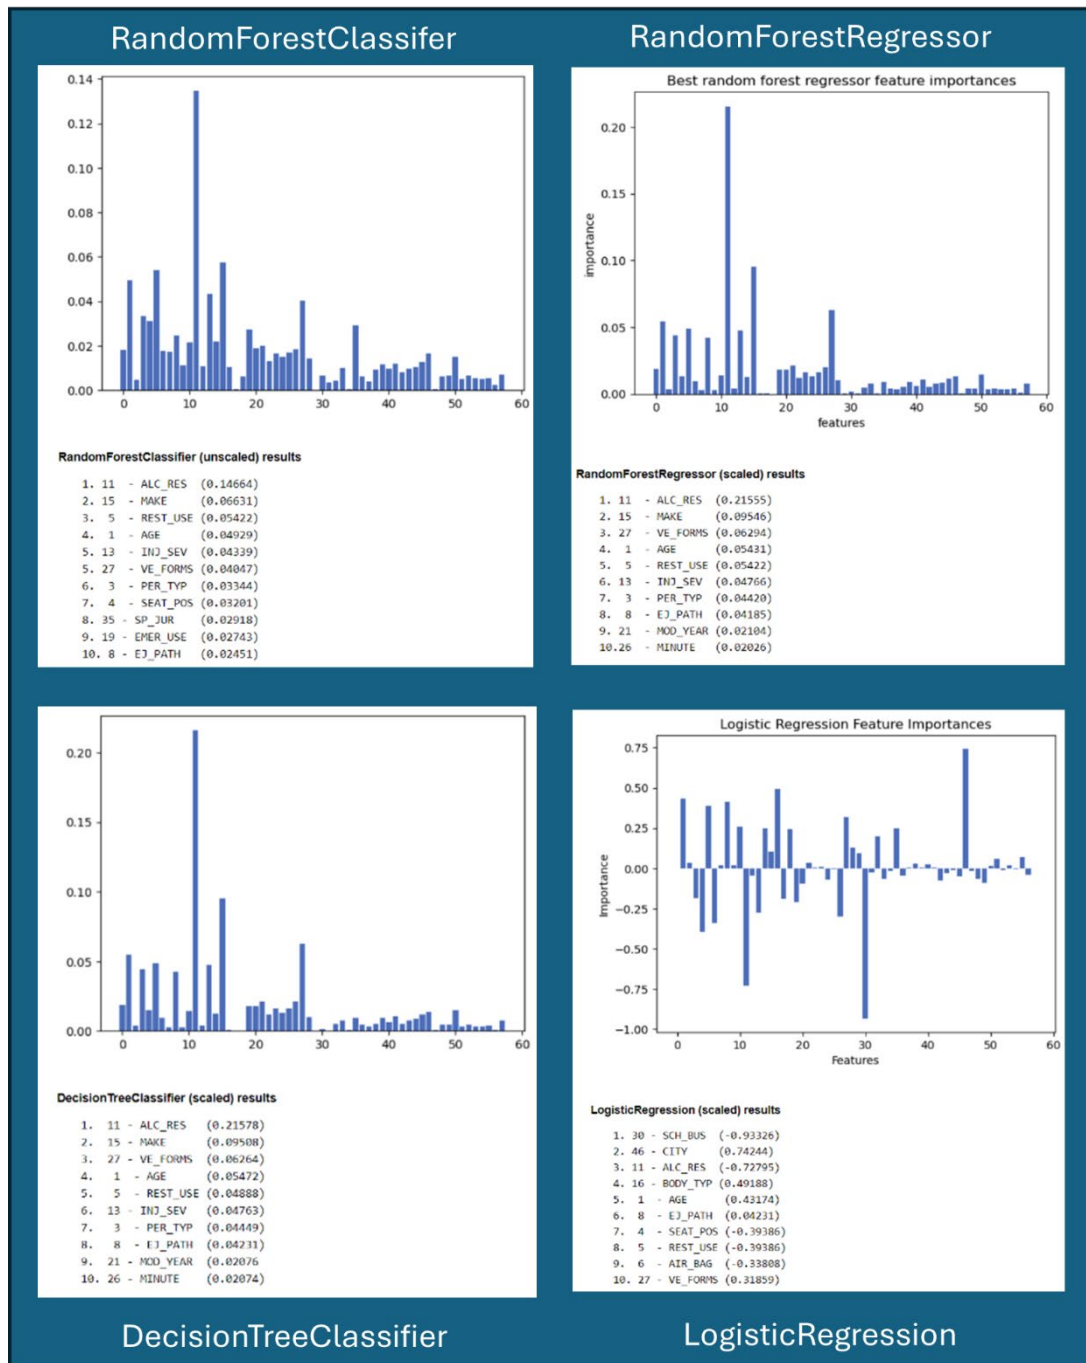 RandomForestClassifer
RandomForestRegressor
0.14
0.12
0.10
0.08
0.06
0.04
0.02
0.00
0 10 20 30 40 50 60
RandomForestClassifier (unscaled) results
1. 11 - ALC_RES (0.14664)
2. 15 - MAKE (0.06631)
3. 5 - REST_USE (0.05422)
4. 1 - AGE (0.04929)
5. 13 - INJ_SEV (0.04339)
5. 27 - VE_FORMS (0.04047)
6. 3 - PER_TYP (0.03344)
7. 4 - SEAT_POS (0.03201)
8. 35 - SP_JUR (0.02918)
9. 19 - EMER_USE (0.02743)
10. 8 - EJ_PATH (0.02451)
Best random forest regressor feature importances
importance
0.20
0.15
0.10
0.05
0.00
0 10 20 30 40 50 60
features
RandomForestRegressor (scaled) results
1. 11 - ALC_RES (0.21555)
2. 15 - MAKE (0.09546)
3. 27 - VE_FORMS (0.06294)
4. 1 - AGE (0.05431)
5. 5 - REST_USE (0.05422)
6. 13 - INJ_SEV (0.04766)
7. 3 - PER_TYP (0.04420)
8. 8 - EJ_PATH (0.04185)
9. 21 - MOD_YEAR (0.02104)
10.26 - MINUTE (0.02026)
0.20
0.15
0.10
0.05
0.00
0 10 20 30 40 50 60
DecisionTreeClassifier (scaled) results
1. 11 - ALC_RES (0.21578)
2. 15 - MAKE (0.09508)
3. 27 - VE_FORMS (0.06264)
4. 1 - AGE (0.05472)
5. 5 - REST_USE (0.04888)
6. 13 - INJ_SEV (0.04763)
7. 3 - PER_TYP (0.04449)
8. 8 - EJ_PATH (0.04231)
9. 21 - MOD_YEAR (0.02076
10. 26 - MINUTE (0.02074)
Logistic Regression Feature Importances
Importance
0.75
0.50
0.25
0.00
−0.25
−0.50
−0.75
−1.00
0 10 20 30 40 50 60
Features
LogisticRegression (scaled) results
1. 30 - SCH_BUS (-0.93326)
2. 46 - CITY (0.74244)
3. 11 - ALC_RES (-0.72795)
4. 16 - BODY_TYP (0.49188)
5. 1 - AGE (0.43174)
6. 8 - EJ_PATH (0.04231)
7. 4 - SEAT_POS (-0.39386)
8. 5 - REST_USE (-0.39386)
9. 6 - AIR_BAG (-0.33808)
10. 27 - VE_FORMS (0.31859)
DecisionTreeClassifier
LogisticRegression